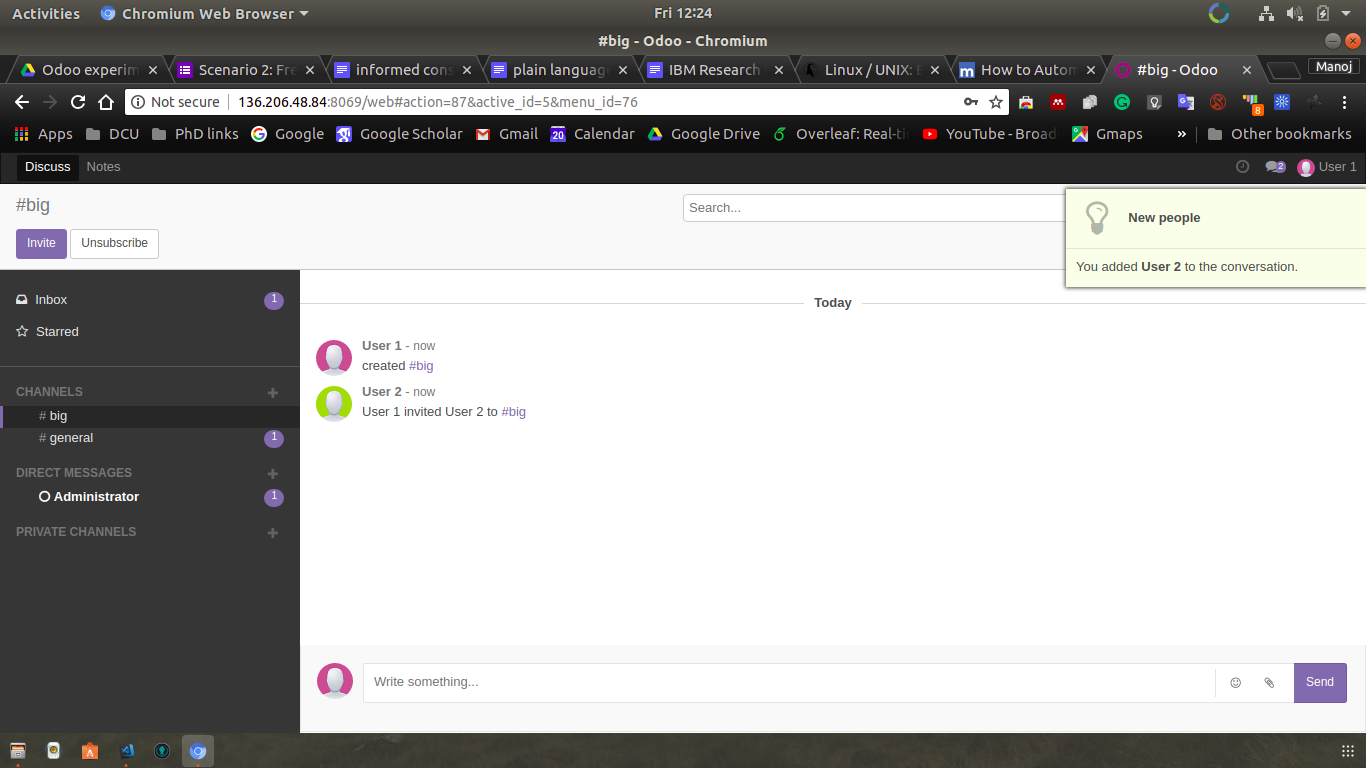 Activities Chromium Web Browser Fri 12:24
#big - Odoo - Chromium
Odoo experim Scenario 2: Fre informed cons plain language IBM Research Linux / UNIX: How to Autom #big - Odoo Manoj
Not secure 136.206.48.84:8069/web#action=87&active_id=5&menu_id=76 8
Apps DCU PhD links Google Google Scholar Gmail 20 Calendar Google Drive Overleaf: Real-ti YouTube - Broad Gmaps » Other bookmarks
Discuss Notes 2 User 1
#big Search...
New people
Invite Unsubscribe
You added User 2 to the conversation.
Inbox 1
Today
Starred
User 1 - now
created #big
CHANNELS
User 2 - now
# big
User 1 invited User 2 to #big
# general 1
DIRECT MESSAGES
Administrator 1
PRIVATE CHANNELS
Write something... Send